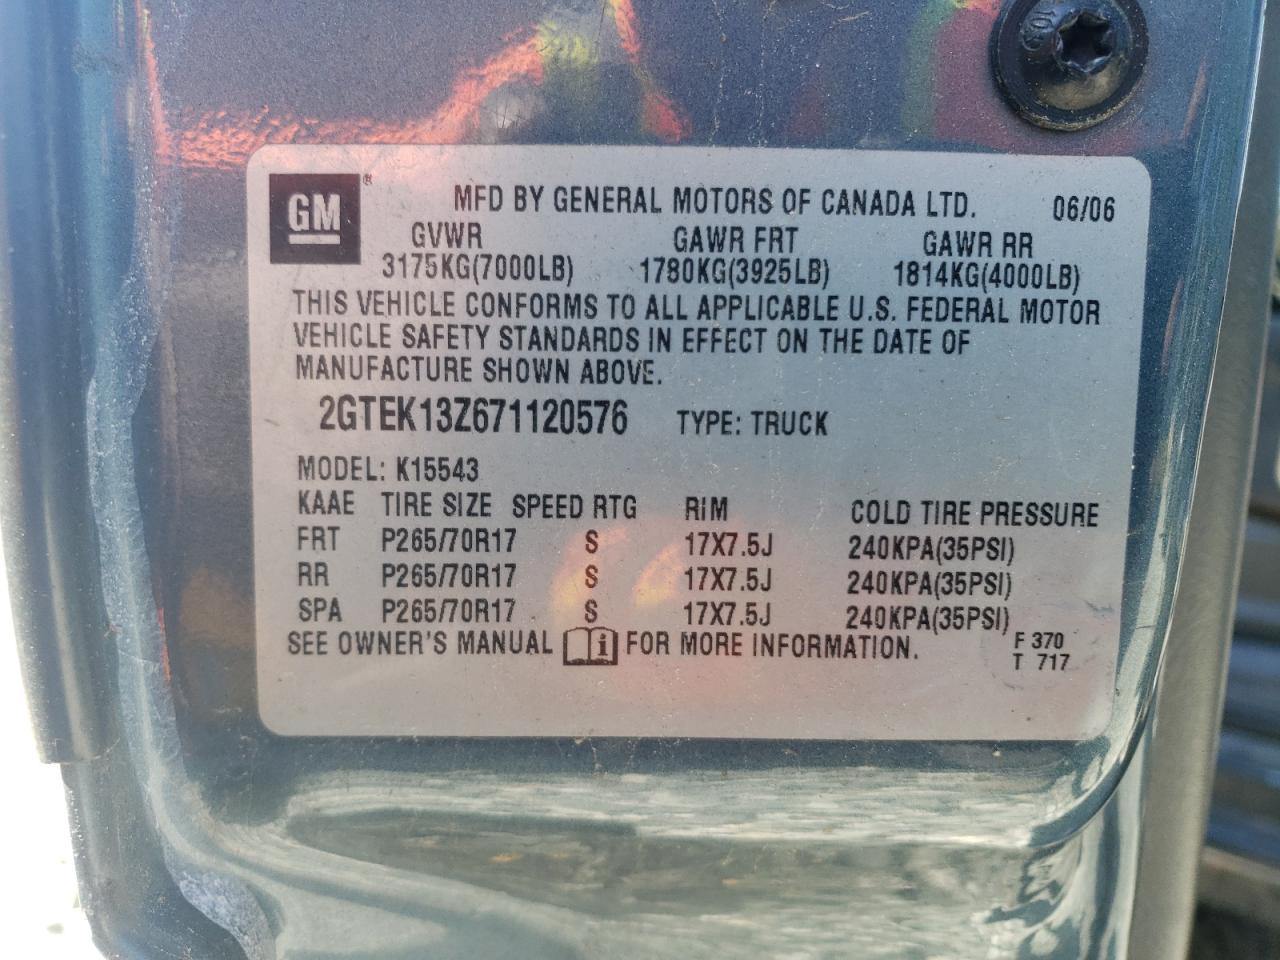 GM® MFD BY GENERAL MOTORS OF CANADA LTD. 06/06
GVWR GAWR FRT GAWR RR
3175KG(7000LB) 1780KG(3925LB) 1814KG(4000LB)
THIS VEHICLE CONFORMS TO ALL APPLICABLE U.S. FEDERAL MOTOR
VEHICLE SAFETY STANDARDS IN EFFECT ON THE DATE OF
MANUFACTURE SHOWN ABOVE.
2GTEK13Z671120576 TYPE: TRUCK
MODEL: K15543
KAAE TIRE SIZE SPEED RTG RIM COLD TIRE PRESSURE
FRT P265/70R17 S 17X7.5J 240KPA(35PSI)
RR P265/70R17 S 17X7.5J 240KPA(35PSI)
SPA P265/70R17 S 17X7.5J 240KPA(35PSI)
SEE OWNER'S MANUAL i FOR MORE INFORMATION. F 370
T 717